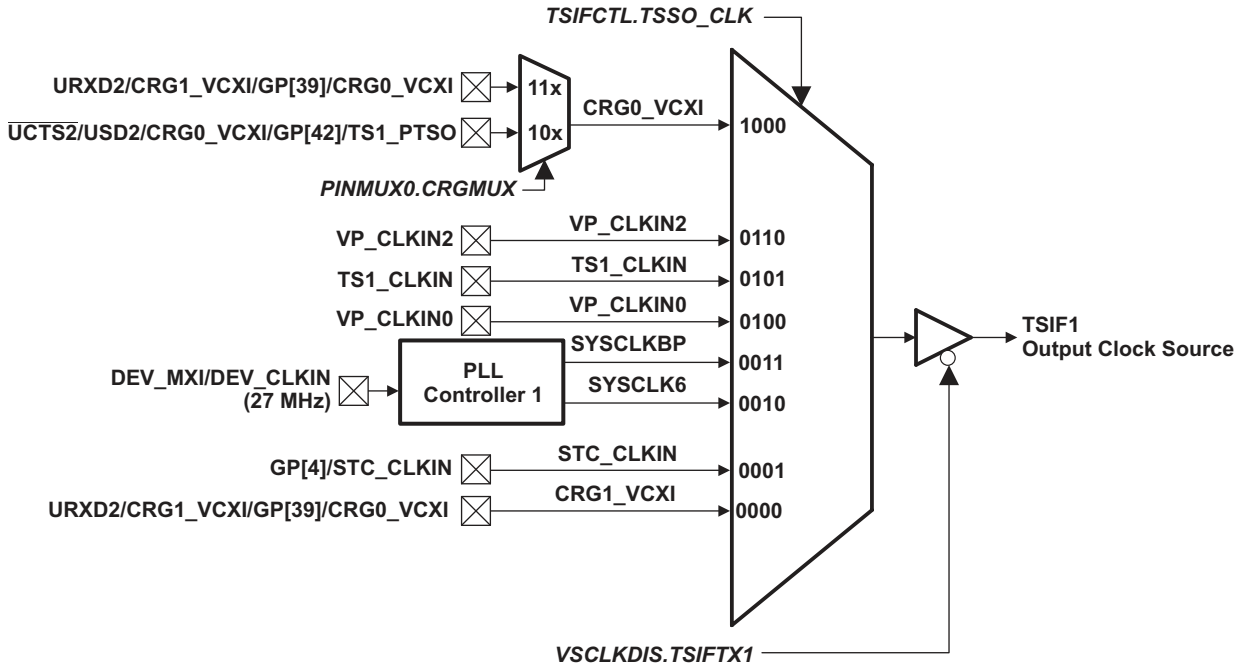 TSIFCTL.TSSO_CLK
URXD2/CRG1_VCXI/GP[39]/CRG0_VCXI
11x
CRG0_VCXI
1000
UCTS2/USD2/CRG0_VCXI/GP[42]/TS1_PTSO
10x
PINMUX0.CRGMUX
VP_CLKIN2
VP_CLKIN2
0110
TS1_CLKIN
TS1_CLKIN
0101
VP_CLKIN0
VP_CLKIN0
0100
TSIF1
Output Clock Source
DEV_MXI/DEV_CLKIN
(27 MHz)
PLL
Controller 1
SYSCLKBP
0011
SYSCLK6
0010
GP[4]/STC_CLKIN
STC_CLKIN
0001
URXD2/CRG1_VCXI/GP[39]/CRG0_VCXI
CRG1_VCXI
0000
VSCLKDIS.TSIFTX1